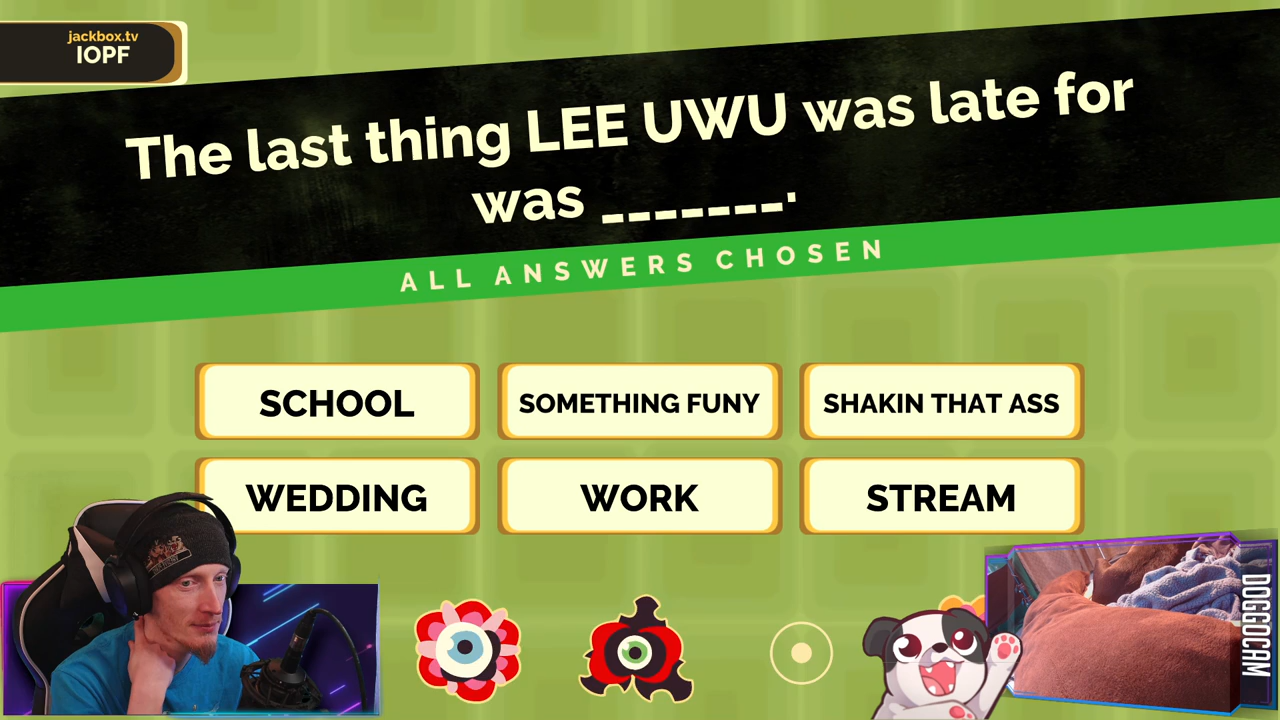 jackbox.tv
IOPF
The last thing LEE UWU was late for
was _______.
ALL ANSWERS CHOSEN
SCHOOL
SOMETHING FUNY
SHAKIN THAT ASS
WEDDING
WORK
STREAM
DOGGOCAM